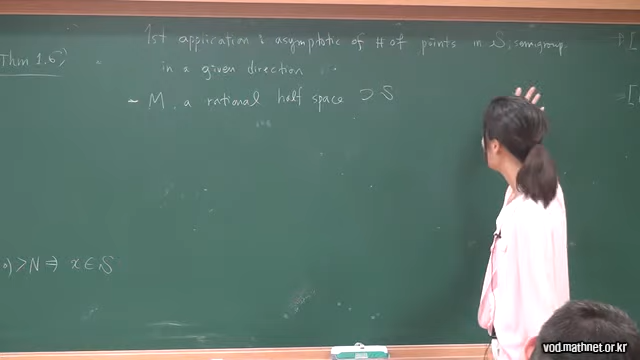 Thm 1.6
1st application : asymptotic of # of points in S, semigroup
in a given direction
- M, a rational half space ⊃ S
) > N ⇒ x ∈ S
vod.mathnet.or.kr